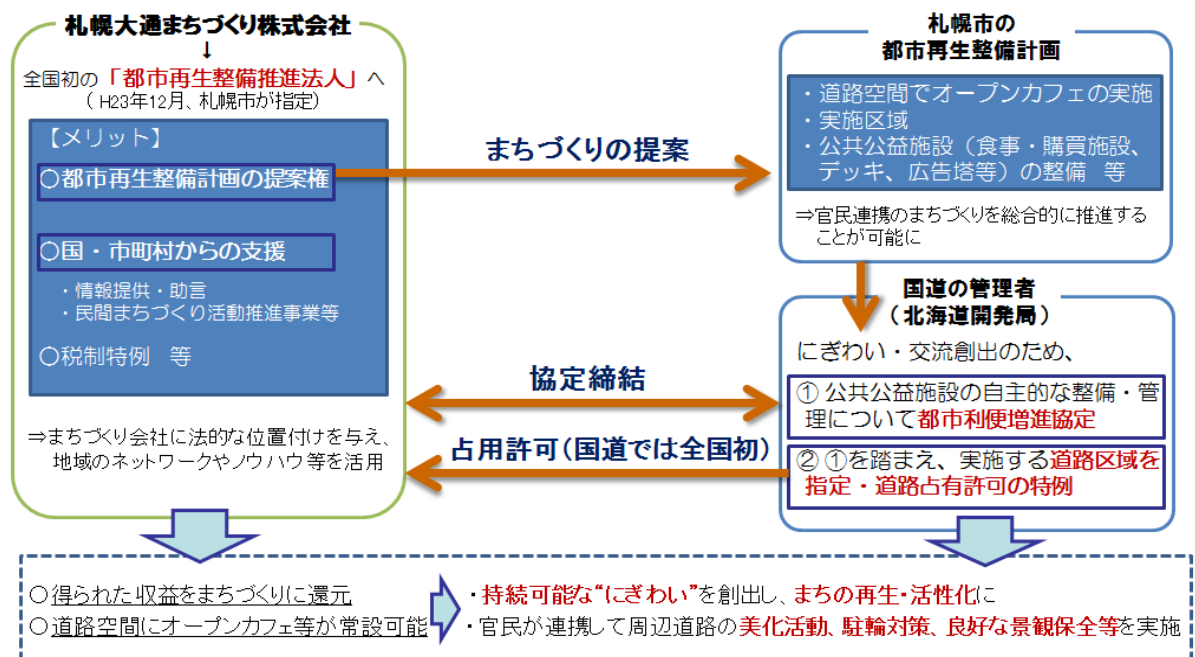 札幌大通まちづくり株式会社
↓
全国初の「都市再生整備推進法人」へ
（H23年12月、札幌市が指定）
【メリット】
○都市再生整備計画の提案権
○国・市町村からの支援
・情報提供・助言
・民間まちづくり活動推進事業等
○税制特例　等
⇒まちづくり会社に法的な位置付けを与え、
地域のネットワークやノウハウ等を活用
まちづくりの提案
協定締結
占用許可（国道では全国初）
札幌市の
都市再生整備計画
・道路空間でオープンカフェの実施
・実施区域
・公共公益施設（食事・購買施設、
デッキ、広告塔等）の整備　等
⇒官民連携のまちづくりを総合的に推進する
ことが可能に
国道の管理者
（北海道開発局）
にぎわい・交流創出のため、
① 公共公益施設の自主的な整備・管
理について都市利便増進協定
② ①を踏まえ、実施する道路区域を
指定・道路占有許可の特例
○得られた収益をまちづくりに還元
○道路空間にオープンカフェ等が常設可能
・持続可能な“にぎわい”を創出し、まちの再生・活性化に
・官民が連携して周辺道路の美化活動、駐輪対策、良好な景観保全等を実施